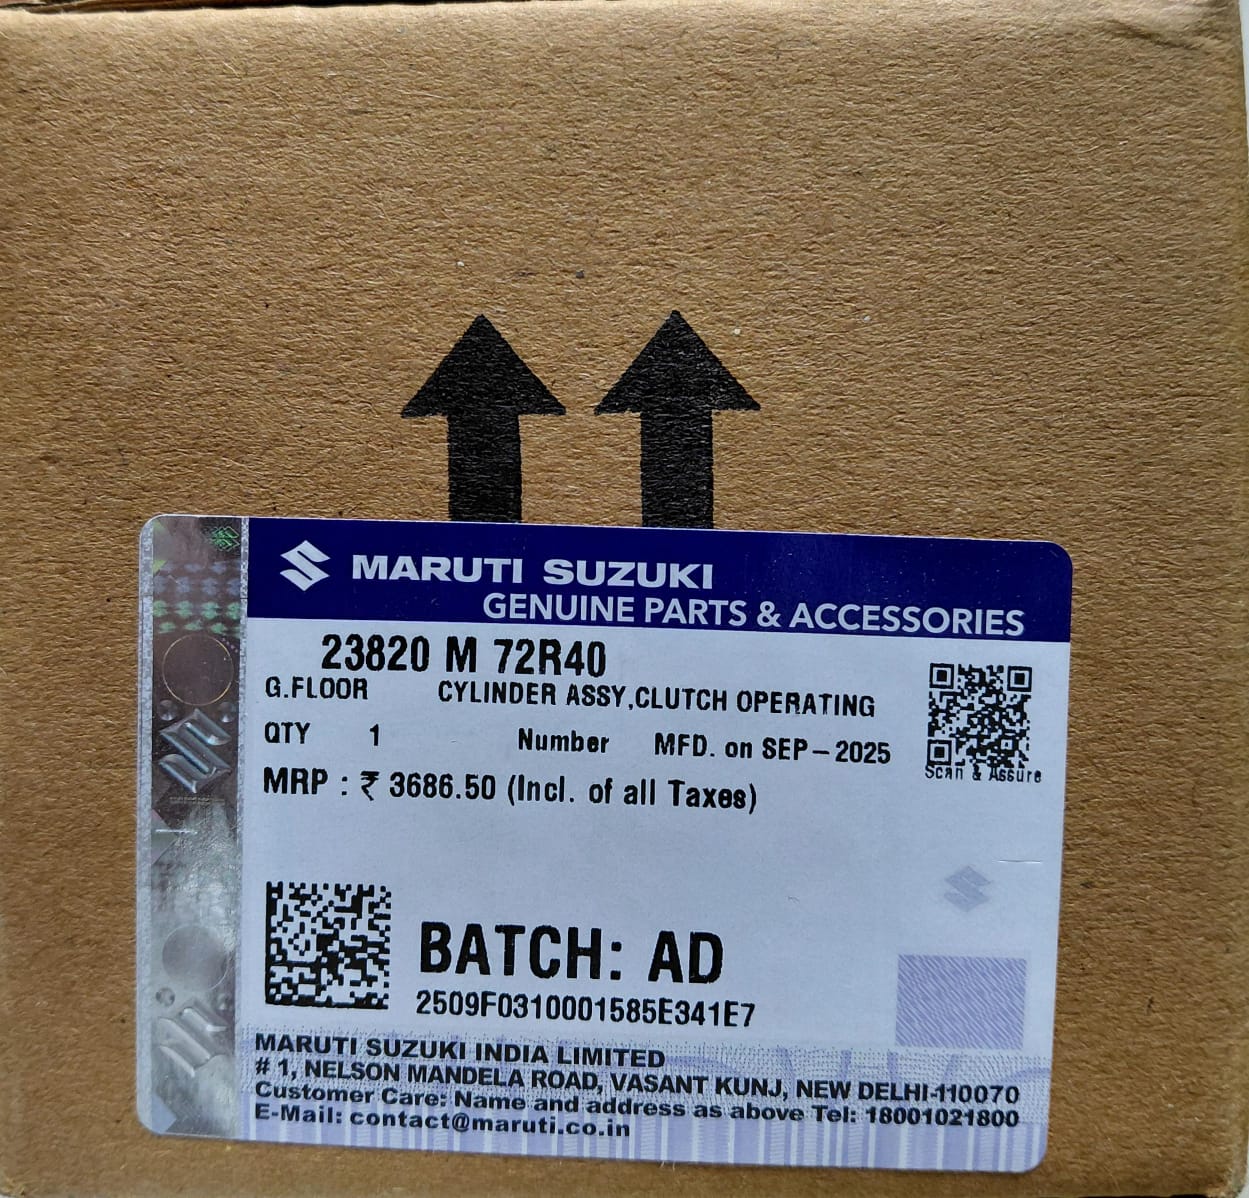 MARUTI SUZUKI
GENUINE PARTS & ACCESSORIES
23820 M 72R40
G.FLOOR CYLINDER ASSY,CLUTCH OPERATING
QTY 1 Number MFD. on SEP-2025
Scan & Assure
MRP : ₹ 3686.50 (Incl. of all Taxes)
BATCH: AD
2509F0310001585E341E7
MARUTI SUZUKI INDIA LIMITED
# 1, NELSON MANDELA ROAD, VASANT KUNJ, NEW DELHI-110070
Customer Care: Name and address as above Tel: 18001021800
E-Mail: contact@maruti.co.in